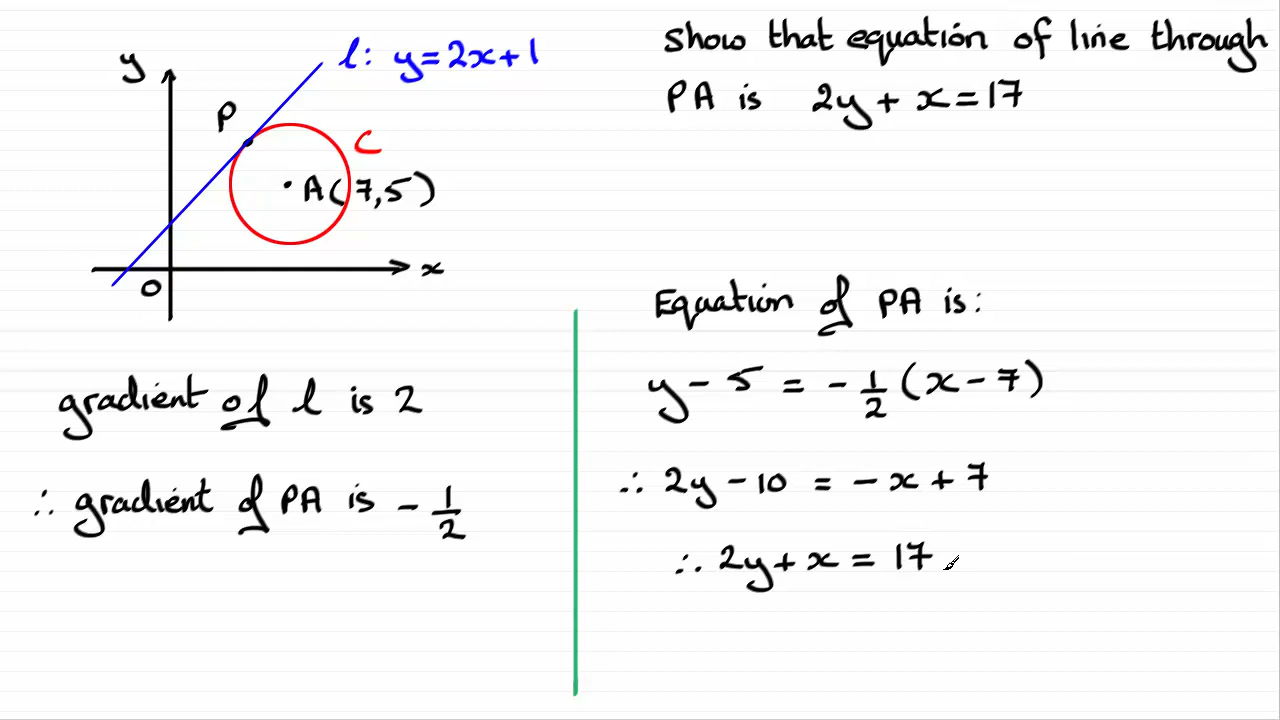 y
l: y=2x+1
P
C
A(7,5)
x
O
show that equation of line through
PA is 2y + x = 17
gradient of l is 2
∴ gradient of PA is -1/2
Equation of PA is:
y - 5 = -1/2 (x - 7)
∴ 2y - 10 = -x + 7
∴ 2y + x = 17